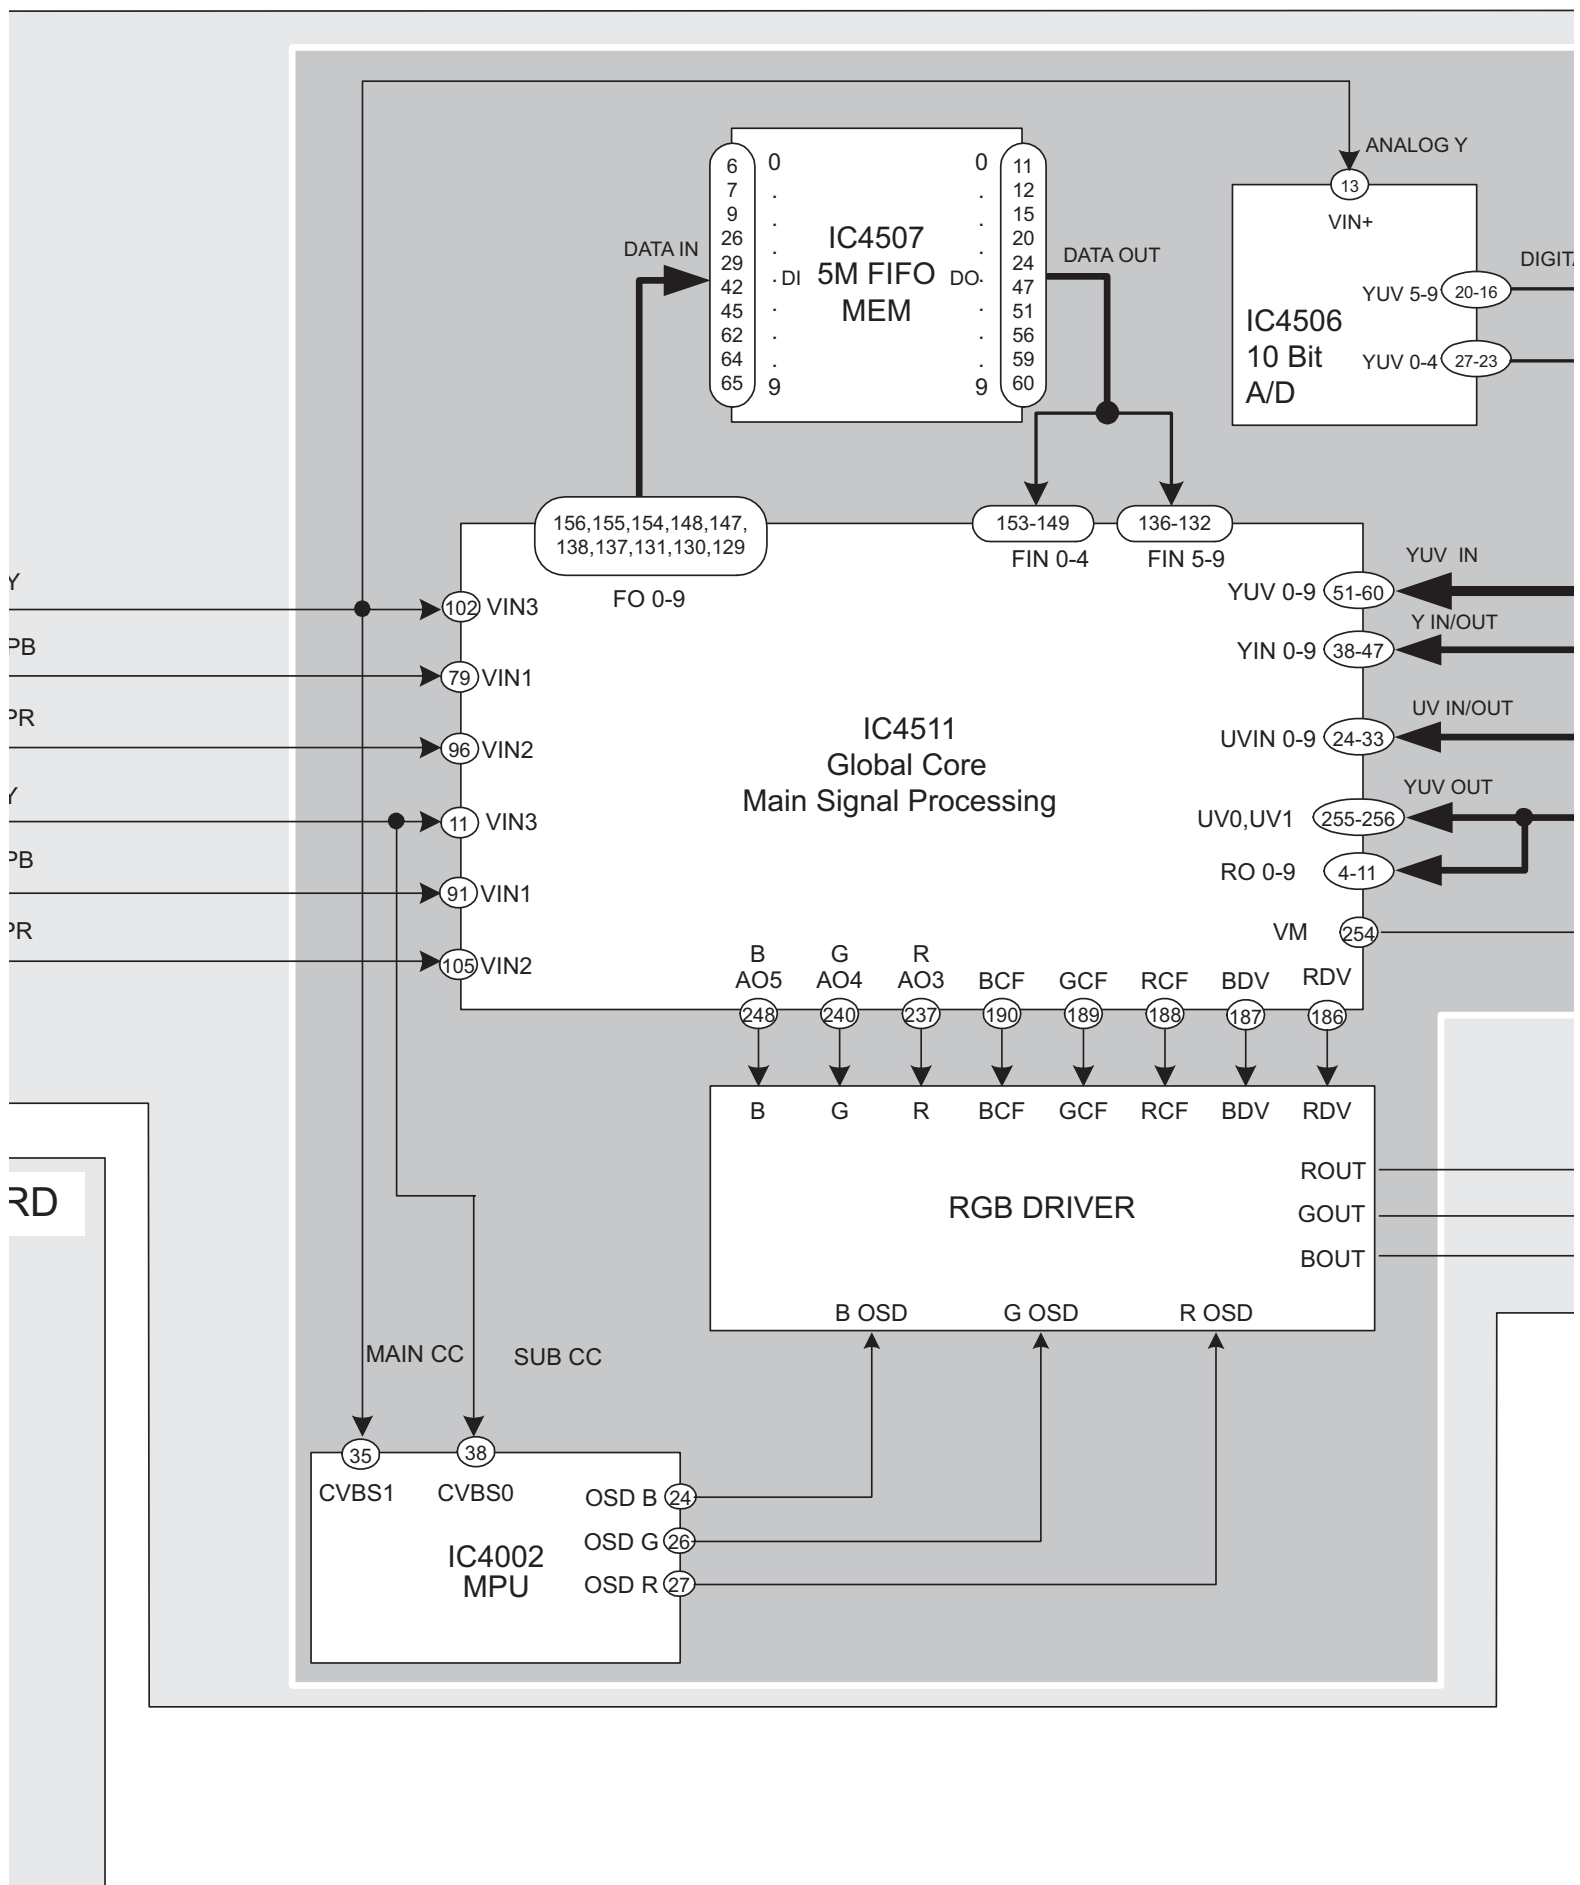 ANALOG Y
13
VIN+
IC4506
10 Bit
A/D
YUV 5-9 20-16
YUV 0-4 27-23
6 0
7 .
9 .
26 .
29
42 . DI
45 .
62 .
64 .
65 9
IC4507
5M FIFO
MEM
0 11
. 12
. 15
20
. 24
DO. 47
. 51
. 56
. 59
9 60
DATA IN
DATA OUT
156,155,154,148,147,
138,137,131,130,129
FO 0-9
153-149
FIN 0-4
136-132
FIN 5-9
Y
102 VIN3
PB
79 VIN1
PR
96 VIN2
Y
11 VIN3
PB
91 VIN1
PR
105 VIN2
IC4511
Global Core
Main Signal Processing
YUV IN
YUV 0-9 51-60
Y IN/OUT
YIN 0-9 38-47
UV IN/OUT
UVIN 0-9 24-33
YUV OUT
UV0,UV1 255-256
RO 0-9 4-11
VM 254
B G R
AO5 AO4 AO3 BCF GCF RCF BDV RDV
248 240 237 190 189 188 187 186
B G R BCF GCF RCF BDV RDV
RGB DRIVER
ROUT
GOUT
BOUT
B OSD G OSD R OSD
MAIN CC SUB CC
35 38
CVBS1 CVBS0
IC4002
MPU
OSD B 24
OSD G 26
OSD R 27